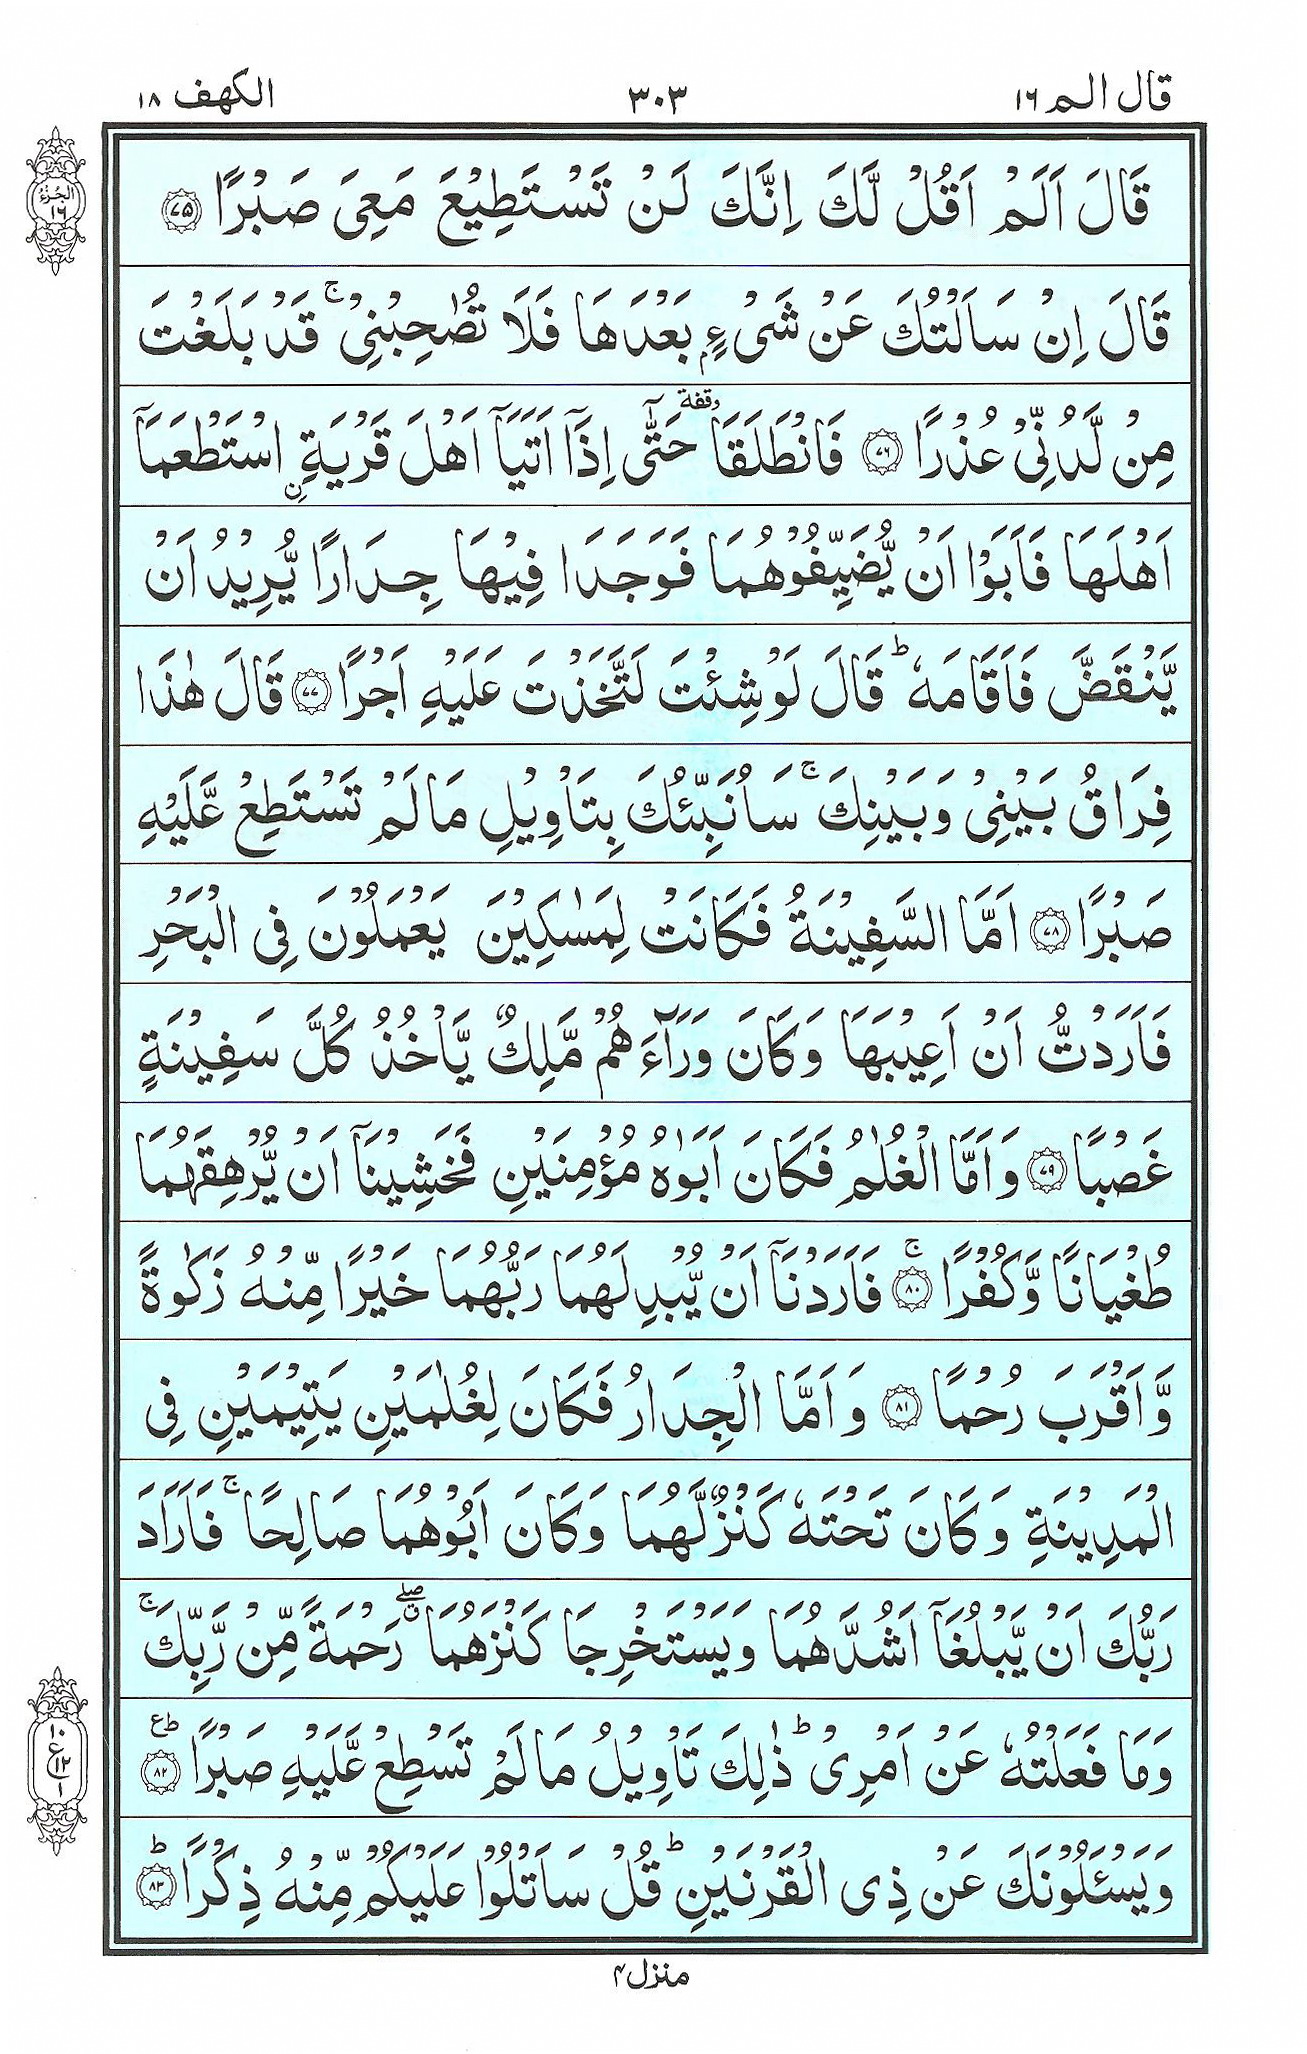 قال الم ١٦
٣٠٣
الكهف ١٨
الجزء ١٦
قَالَ اَلَمْ اَقُلْ لَّكَ اِنَّكَ لَنْ تَسْتَطِيْعَ مَعِىَ صَبْرًا ۝٧٥
قَالَ اِنْ سَاَلْتُكَ عَنْ شَىْءٍۭ بَعْدَهَا فَلَا تُصٰحِبْنِىْ ۚ قَدْ بَلَغْتَ
مِنْ لَّدُنِّىْ عُذْرًا ۝٧٦ فَانْطَلَقَا وقفة حَتّٰٓى اِذَآ اَتَيَآ اَهْلَ قَرْيَةِ ِن اسْتَطْعَمَآ
اَهْلَهَا فَاَبَوْا اَنْ يُّضَيِّفُوْهُمَا فَوَجَدَا فِيْهَا جِدَارًا يُّرِيْدُ اَنْ
يَّنْقَضَّ فَاَقَامَهٗ ؕ قَالَ لَوْ شِئْتَ لَتَّخَذْتَ عَلَيْهِ اَجْرًا ۝٧٧ قَالَ هٰذَا
فِرَاقُ بَيْنِىْ وَبَيْنِكَ ۚ سَاُنَبِّئُكَ بِتَاْوِيْلِ مَا لَمْ تَسْتَطِعْ عَّلَيْهِ
صَبْرًا ۝٧٨ اَمَّا السَّفِيْنَةُ فَكَانَتْ لِمَسٰكِيْنَ يَعْمَلُوْنَ فِى الْبَحْرِ
فَاَرَدْتُّ اَنْ اَعِيْبَهَا وَكَانَ وَرَآءَهُمْ مَّلِكٌ يَّاْخُذُ كُلَّ سَفِيْنَةٍ
غَصْبًا ۝٧٩ وَاَمَّا الْغُلٰمُ فَكَانَ اَبَوٰهُ مُؤْمِنَيْنِ فَخَشِيْنَآ اَنْ يُّرْهِقَهُمَا
طُغْيَانًا وَّكُفْرًا ۚ ۝٨٠ فَاَرَدْنَآ اَنْ يُّبْدِلَهُمَا رَبُّهُمَا خَيْرًا مِّنْهُ زَكٰوةً
وَّاَقْرَبَ رُحْمًا ۝٨١ وَاَمَّا الْجِدَارُ فَكَانَ لِغُلٰمَيْنِ يَتِيْمَيْنِ فِى
الْمَدِيْنَةِ وَكَانَ تَحْتَهٗ كَنْزٌ لَّهُمَا وَكَانَ اَبُوْهُمَا صَالِحًا ۚ فَاَرَادَ
رَبُّكَ اَنْ يَّبْلُغَآ اَشُدَّهُمَا وَيَسْتَخْرِجَا كَنْزَهُمَا ۖ رَحْمَةً مِّنْ رَّبِّكَ ۚ
وَمَا فَعَلْتُهٗ عَنْ اَمْرِىْ ؕ ذٰلِكَ تَاْوِيْلُ مَا لَمْ تَسْطِعْ عَّلَيْهِ صَبْرًا ؕع ۝٨٢
وَيَسْئَلُوْنَكَ عَنْ ذِى الْقَرْنَيْنِ ؕ قُلْ سَاَتْلُوْا عَلَيْكُمْ مِّنْهُ ذِكْرًا ؕ ۝٨٣
١٠
ع ١٢
١
منزل ۴